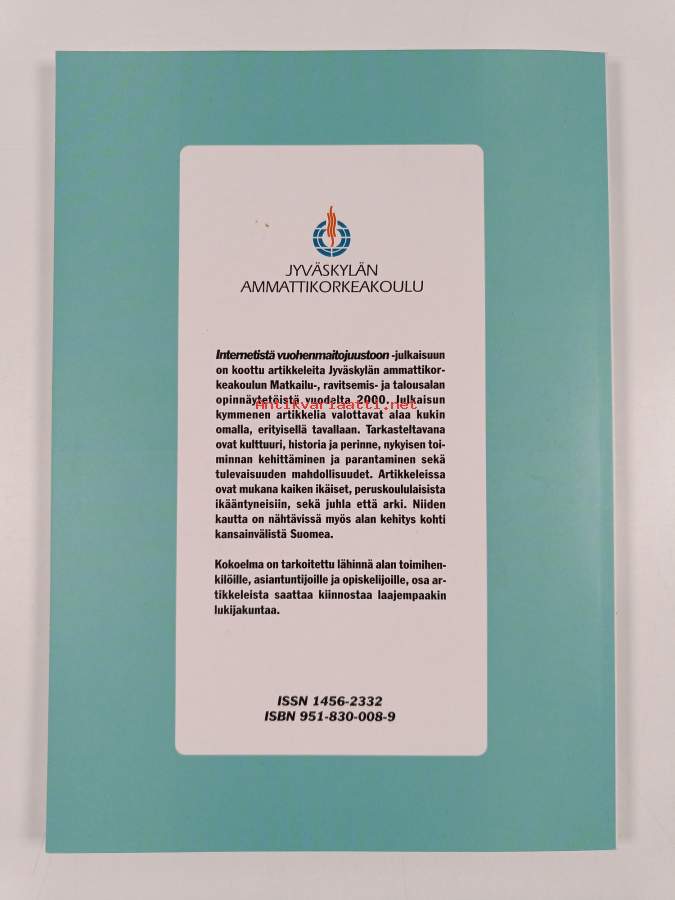 JYVÄSKYLÄN
AMMATTIKORKEAKOULU
Internetistä vuohenmaitojuustoon -julkaisuun
on koottu artikkeleita Jyväskylän ammattikor-
keakoulun Matkailu-, ravitsemis- ja talousalan
opinnäytetöistä vuodelta 2000. Julkaisun
Antikvariaatti.net
kymmenen artikkelia valottavat alaa kukin
omalla, erityisellä tavallaan. Tarkasteltavana
ovat kulttuuri, historia ja perinne, nykyisen toi-
minnan kehittäminen ja parantaminen sekä
tulevaisuuden mahdollisuudet. Artikkeleissa
ovat mukana kaiken ikäiset, peruskoululaisista
ikääntyneisiin, sekä juhla että arki. Niiden
kautta on nähtävissä myös alan kehitys kohti
kansainvälistä Suomea.
Kokoelma on tarkoitettu lähinnä alan toimihen-
kilöille, asiantuntijoille ja opiskelijoille, osa ar-
tikkeleista saattaa kiinnostaa laajempaakin
lukijakuntaa.
ISSN 1456-2332
ISBN 951-830-008-9